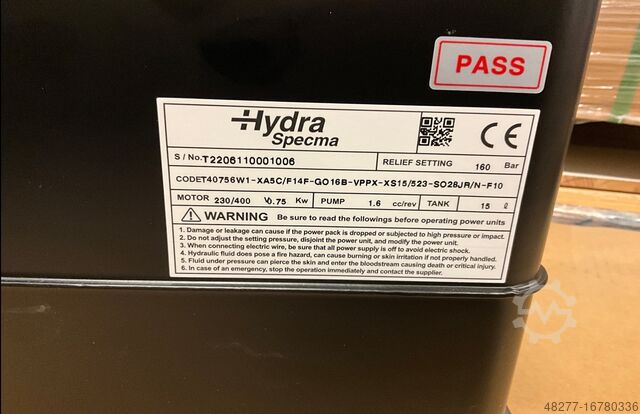 PASS
Hydra
Specma
CE
S / No. T2206110001006 RELIEF SETTING 160 Bar
CODE T40756W1-XA5C/F14F-GO16B-VPPX-XS15/523-SO28JR/N-F10
MOTOR 230/400 V 0.75 Kw PUMP 1.6 cc/rev TANK 15 ℓ
WARNING Be sure to read the followings before operating power units
1. Damage or leakage can cause if the power pack is dropped or subjected to high pressure or impact.
2. Do not adjust the setting pressure, disjoint the power unit, and modify the power unit.
3. When connecting electric wire, be sure all power supply is off to avoid electric shock.
4. Hydraulic fluid does pose a fire hazard, can cause burning or skin irritation if not properly handled.
5. Fluid under pressure can pierce the skin and enter the bloodstream causing death or critical injury.
6. In case of an emergency, stop the operation immediately and contact the supplier.
48277-16780336